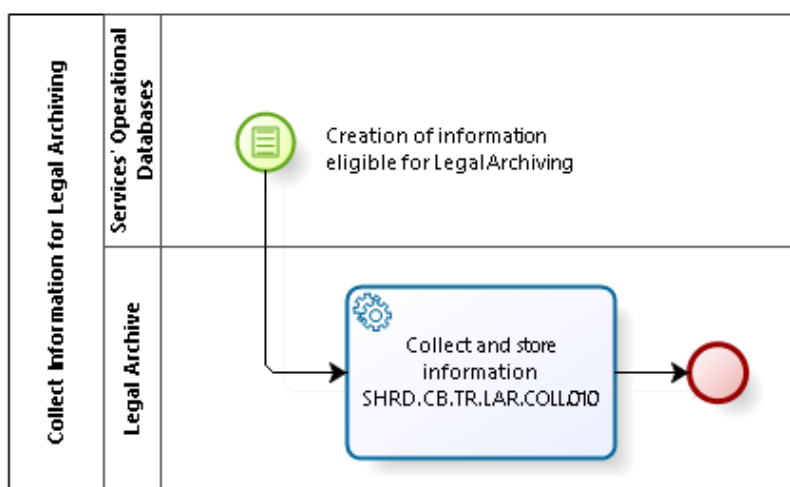 Collect Information for Legal Archiving
Services' Operational
Databases
Creation of information
eligible for Legal Archiving
Legal Archive
Collect and store
information
SHRD.CB.TR.LAR.COLL.010